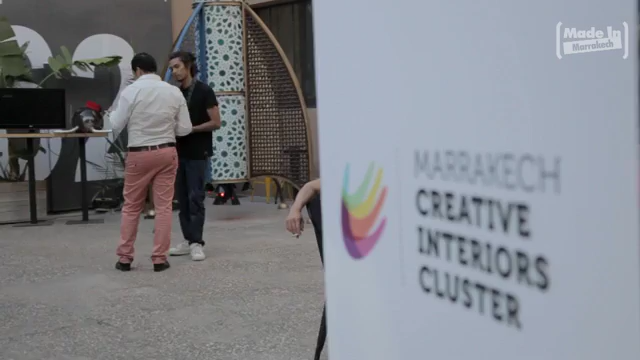 Made In
Marrakech
MARRAKECH
CREATIVE
INTERIORS
CLUSTER